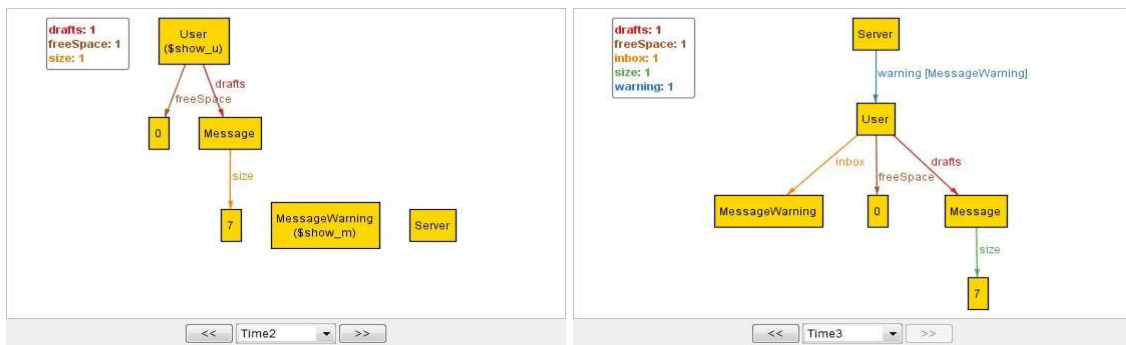 drafts: 1
freeSpace: 1
size: 1
User
($show_u)
drafts
freeSpace
0
Message
size
7
MessageWarning
($show_m)
Server
<<
Time2
>>
drafts: 1
freeSpace: 1
inbox: 1
size: 1
warning: 1
Server
warning [MessageWarning]
User
inbox
drafts
freeSpace
MessageWarning
0
Message
size
7
<<
Time3
>>